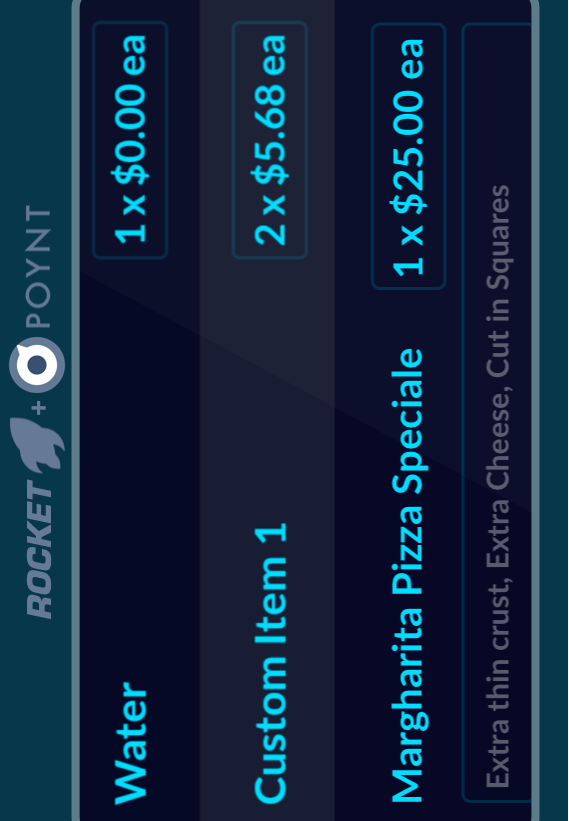 ROCKET + POYNT
Water 1 x $0.00 ea
Custom Item 1 2 x $5.68 ea
Margharita Pizza Speciale 1 x $25.00 ea
Extra thin crust, Extra Cheese, Cut in Squares